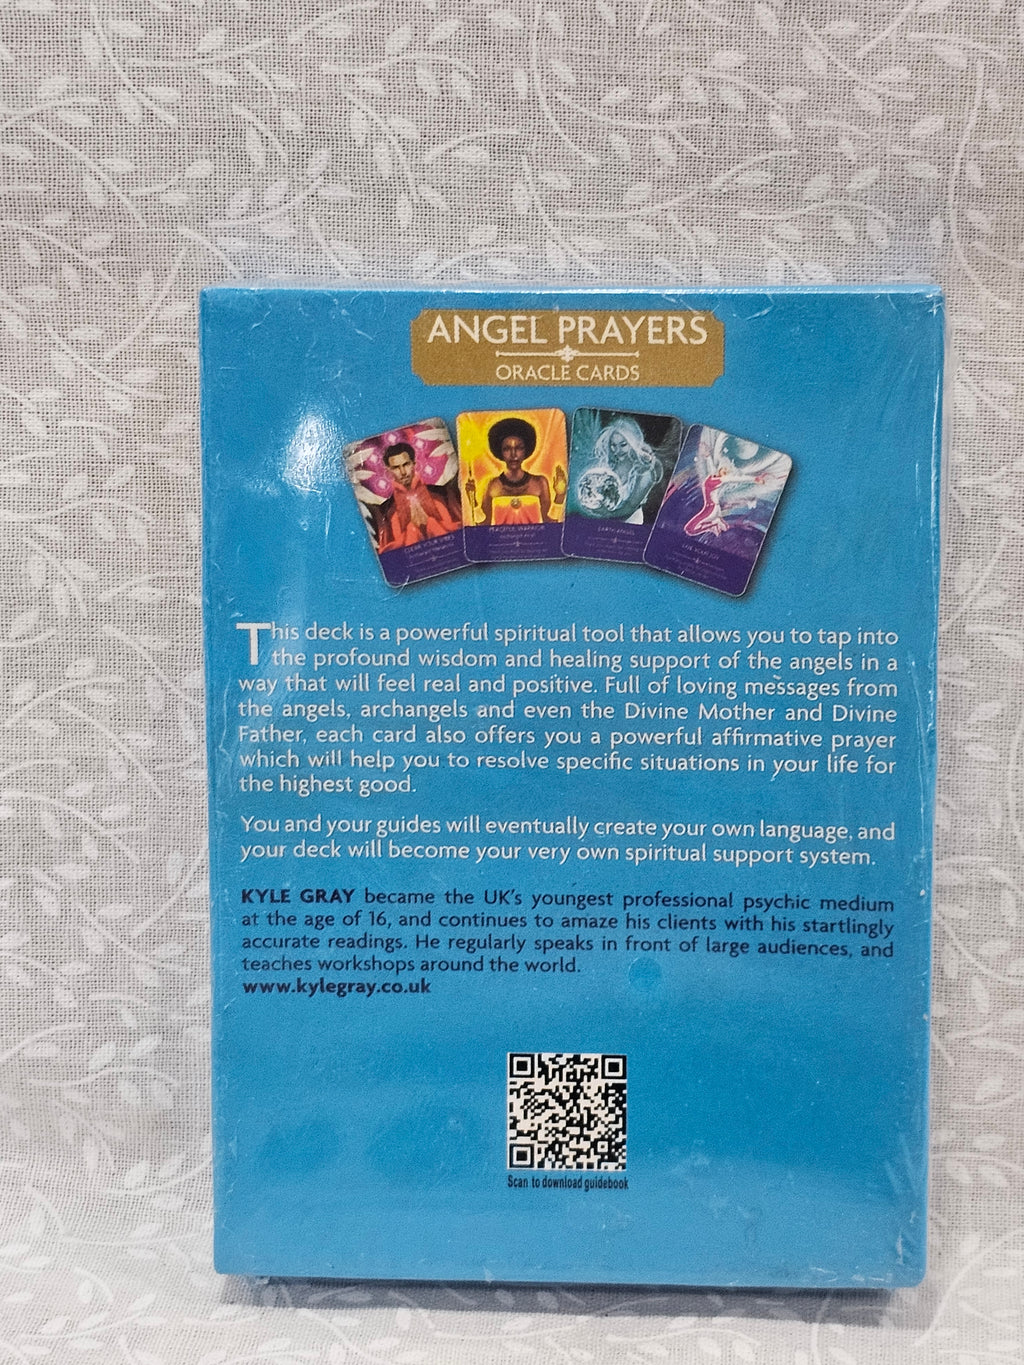 ANGEL PRAYERS
ORACLE CARDS
CLEAR YOUR VIBES
PEACEFUL WARRIOR
EARTH ANGEL
This deck is a powerful spiritual tool that allows you to tap into
the profound wisdom and healing support of the angels in a
way that will feel real and positive. Full of loving messages from
the angels, archangels and even the Divine Mother and Divine
Father, each card also offers you a powerful affirmative prayer
which will help you to resolve specific situations in your life for
the highest good.
You and your guides will eventually create your own language, and
your deck will become your very own spiritual support system.
KYLE GRAY became the UK's youngest professional psychic medium
at the age of 16, and continues to amaze his clients with his startlingly
accurate readings. He regularly speaks in front of large audiences, and
teaches workshops around the world.
www.kylegray.co.uk
Scan to download guidebook